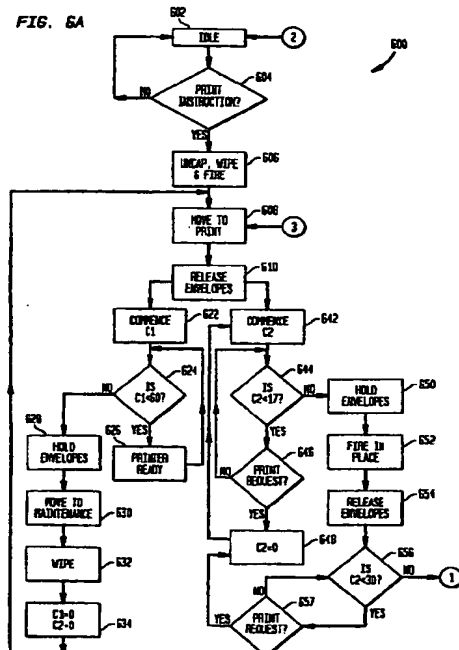 FIG. 6A
602
IDLE
2
600
604
PRINT
INSTRUCTION?
NO
YES
606
UNCAP, WIPE
& FIRE
608
MOVE TO
PRINT
3
610
RELEASE
ENVELOPES
622
COMMENCE
C1
642
COMMENCE
C2
624
IS
C1<60?
NO
YES
644
IS
C2<17?
NO
YES
650
HOLD
ENVELOPES
628
HOLD
ENVELOPES
626
PRINTER
READY
646
PRINT
REQUEST?
NO
YES
652
FIRE IN
PLACE
630
MOVE TO
MAINTENANCE
654
RELEASE
ENVELOPES
648
C2=0
632
WIPE
656
IS
C2<30?
NO
YES
1
634
C1=0
C2=0
657
PRINT
REQUEST?
NO
YES